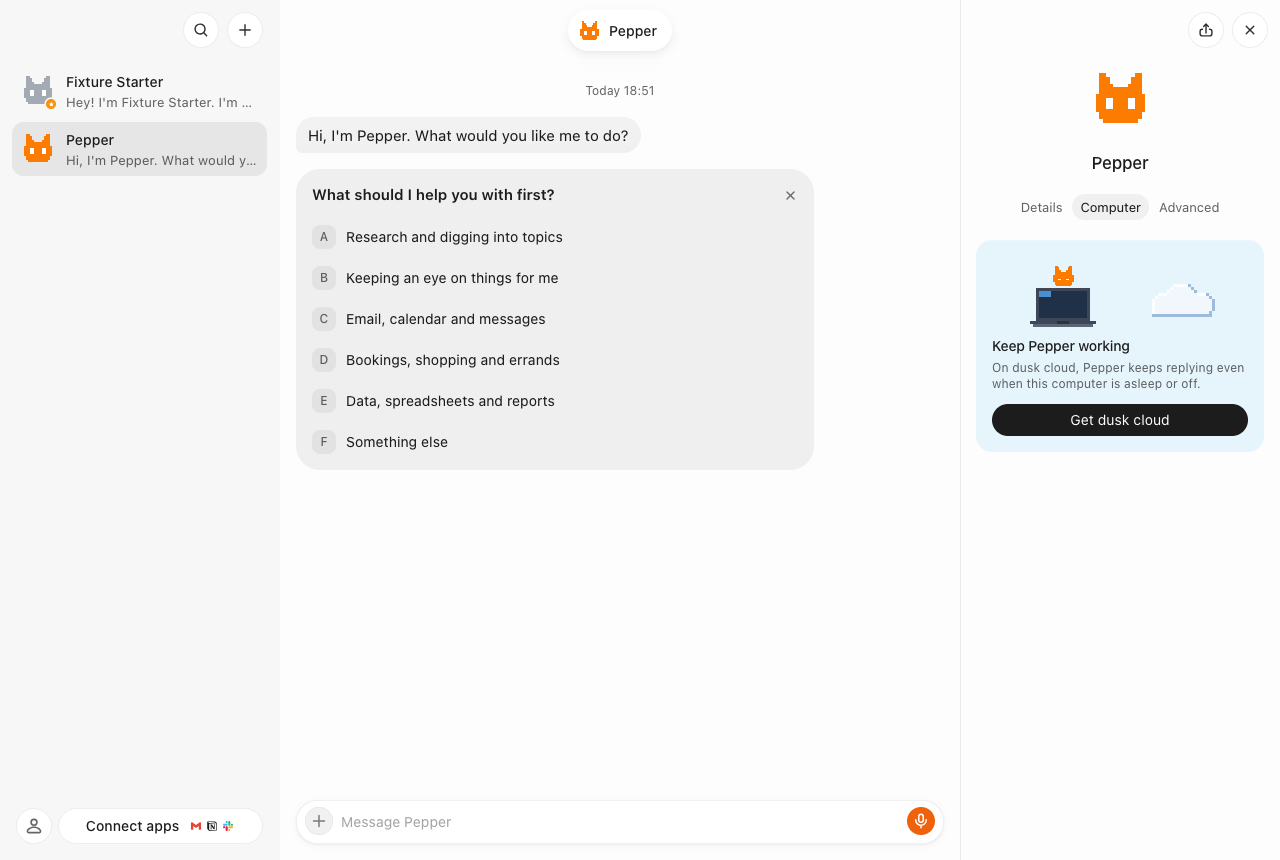 Fixture Starter
Hey! I'm Fixture Starter. I'm ...
Pepper
Hi, I'm Pepper. What would y...
Connect apps
Pepper
Today 18:51
Hi, I'm Pepper. What would you like me to do?
What should I help you with first?
A Research and digging into topics
B Keeping an eye on things for me
C Email, calendar and messages
D Bookings, shopping and errands
E Data, spreadsheets and reports
F Something else
Message Pepper
Pepper
Details Computer Advanced
Keep Pepper working
On dusk cloud, Pepper keeps replying even
when this computer is asleep or off.
Get dusk cloud